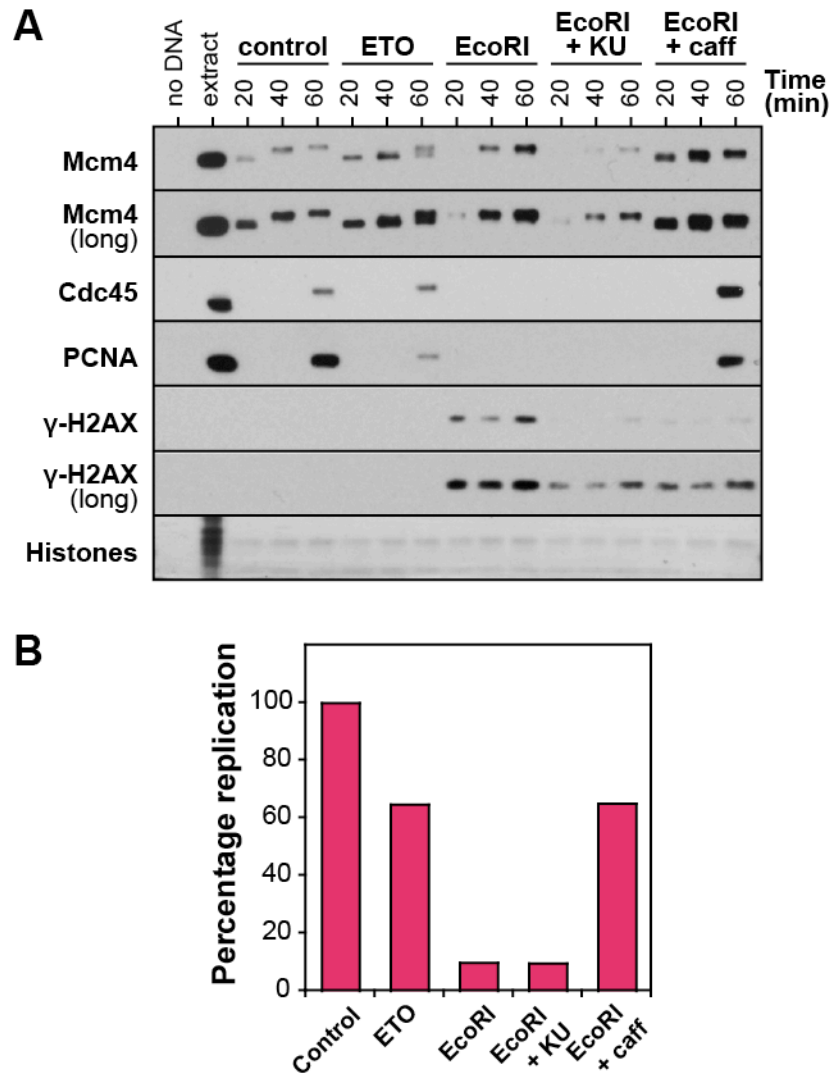 A
no DNA
extract
control
ETO
EcoRI
EcoRI
+ KU
EcoRI
+ caff
20 40 60 20 40 60 20 40 60 20 40 60 20 40 60
Time
(min)
Mcm4
Mcm4
(long)
Cdc45
PCNA
γ-H2AX
γ-H2AX
(long)
Histones
B
Percentage replication
100
80
60
40
20
0
Control
ETO
EcoRI
EcoRI
+ KU
EcoRI
+ caff